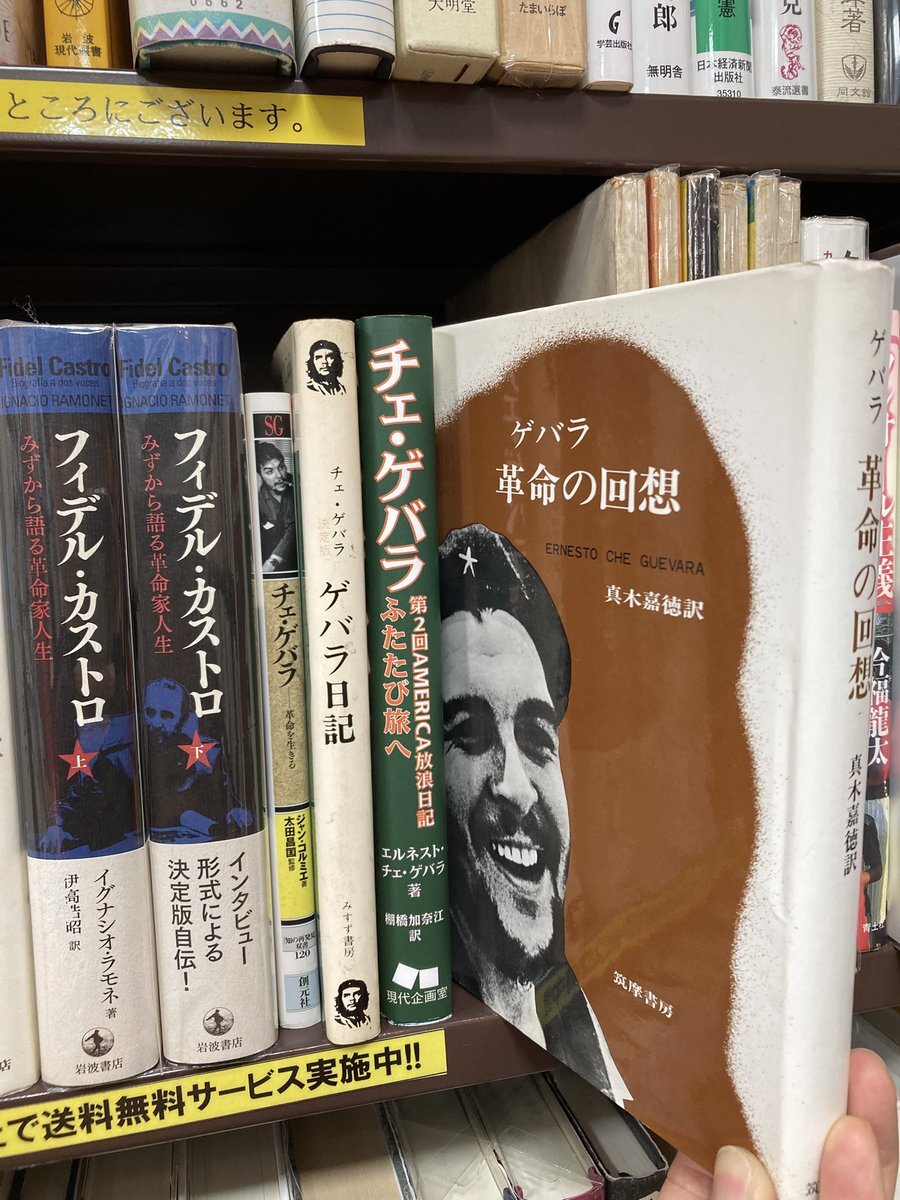 0662
大明堂
たまいらぼ
G
郎
憲
著
岩波
現代選書
学芸出版社
無明舎
日本経済新聞
出版社
35310
泰流選書
同文館
ところにございます。
Fidel Castro
Biografía a dos voces
IGNACIO RAMONET
フィデル・カストロ
みずから語る革命家人生
上
イグナシオ・ラモネ 著
伊高浩昭 訳
岩波書店
Fidel Castro
Biografía a dos voces
IGNACIO RAMONET
フィデル・カストロ
みずから語る革命家人生
下
インタビュー
形式による
決定版自伝!
岩波書店
SG
チェ・ゲバラ
革命を生きる
ジャン・コルミエ 著
太田昌国 監修
「知の再発見」
双書
120
創元社
チェ・ゲバラ
決定版
ゲバラ日記
みすず書房
チェ・ゲバラ
ふたたび旅へ
第2回AMERICA放浪日記
エルネスト・
チェ・ゲバラ
著
棚橋加奈江
訳
現代企画室
ゲバラ
革命の回想
ERNESTO CHE GUEVARA
真木嘉徳訳
筑摩書房
ゲバラ 革命の回想
真木嘉徳訳
主義
今福龍太
青土社
で送料無料サービス実施中!!